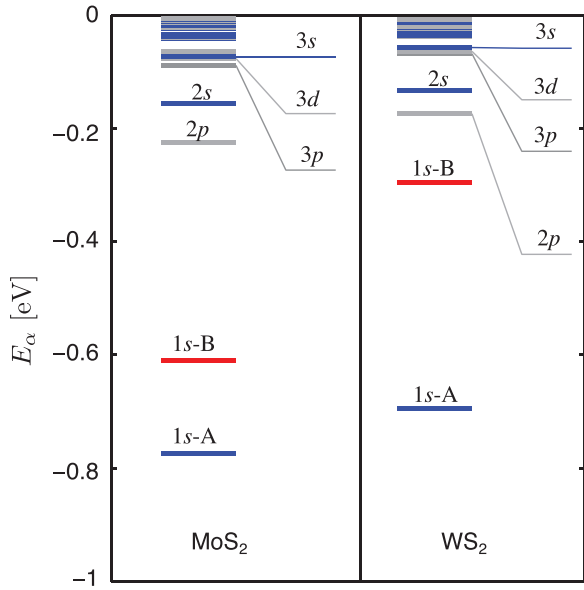 0
−0.2
−0.4
−0.6
−0.8
−1
E_α [eV]
3s
2s
3d
2p
3p
1s-B
1s-A
MoS₂
3s
2s
3d
3p
1s-B
2p
1s-A
WS₂